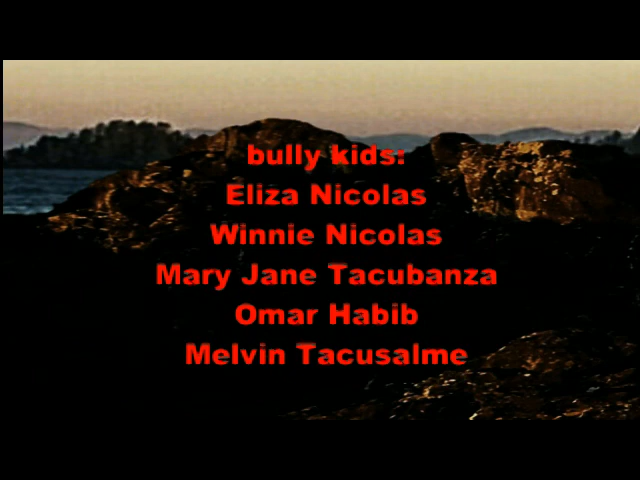 bully kids:
Eliza Nicolas
Winnie Nicolas
Mary Jane Tacubanza
Omar Habib
Melvin Tacusalme